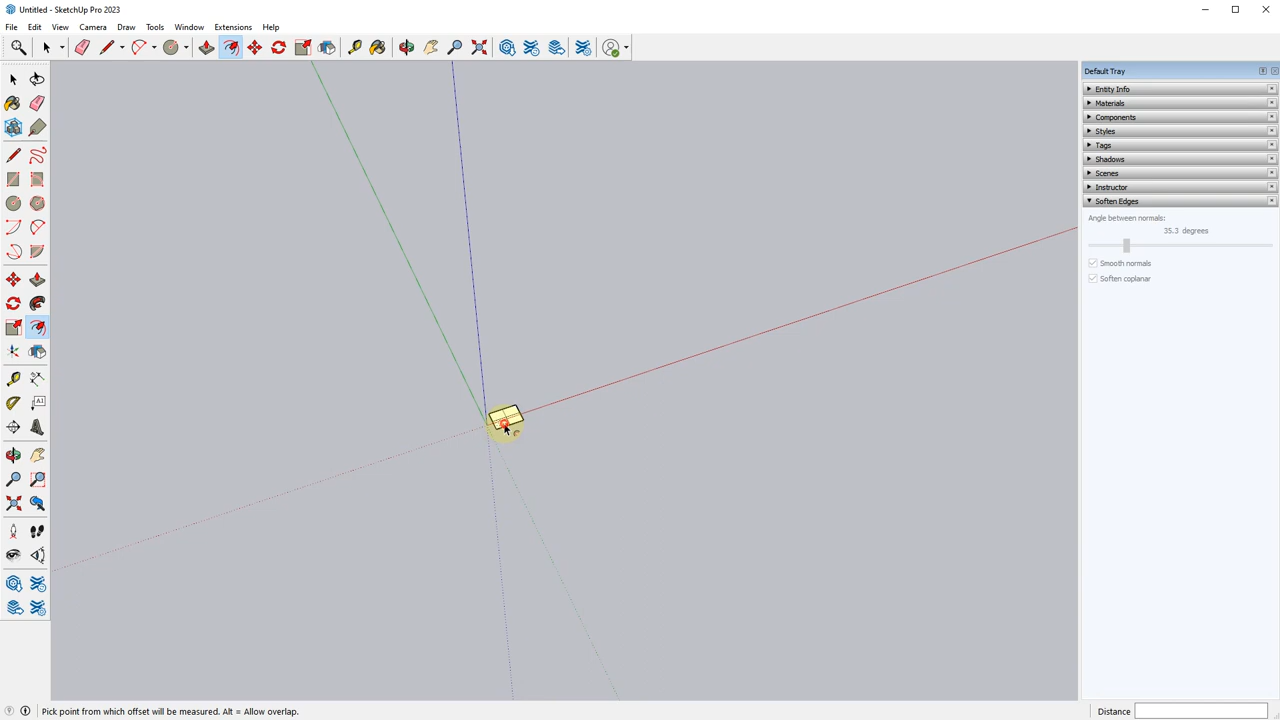 Untitled - SketchUp Pro 2023
File Edit View Camera Draw Tools Window Extensions Help
Default Tray
Entity Info
Materials
Components
Styles
Tags
Shadows
Scenes
Instructor
Soften Edges
Angle between normals:
35.3 degrees
Smooth normals
Soften coplanar
Pick point from which offset will be measured. Alt = Allow overlap.
Distance